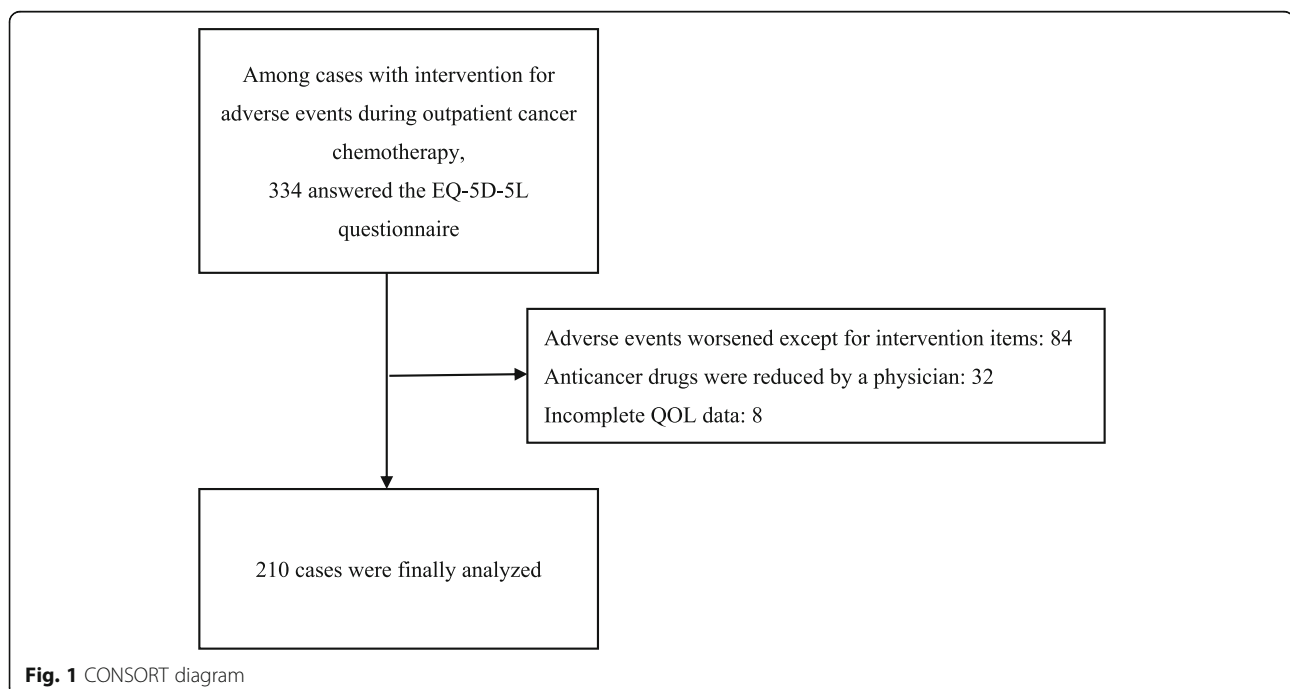 Among cases with intervention for
adverse events during outpatient cancer
chemotherapy,
334 answered the EQ-5D-5L
questionnaire
Adverse events worsened except for intervention items: 84
Anticancer drugs were reduced by a physician: 32
Incomplete QOL data: 8
210 cases were finally analyzed
Fig. 1 CONSORT diagram